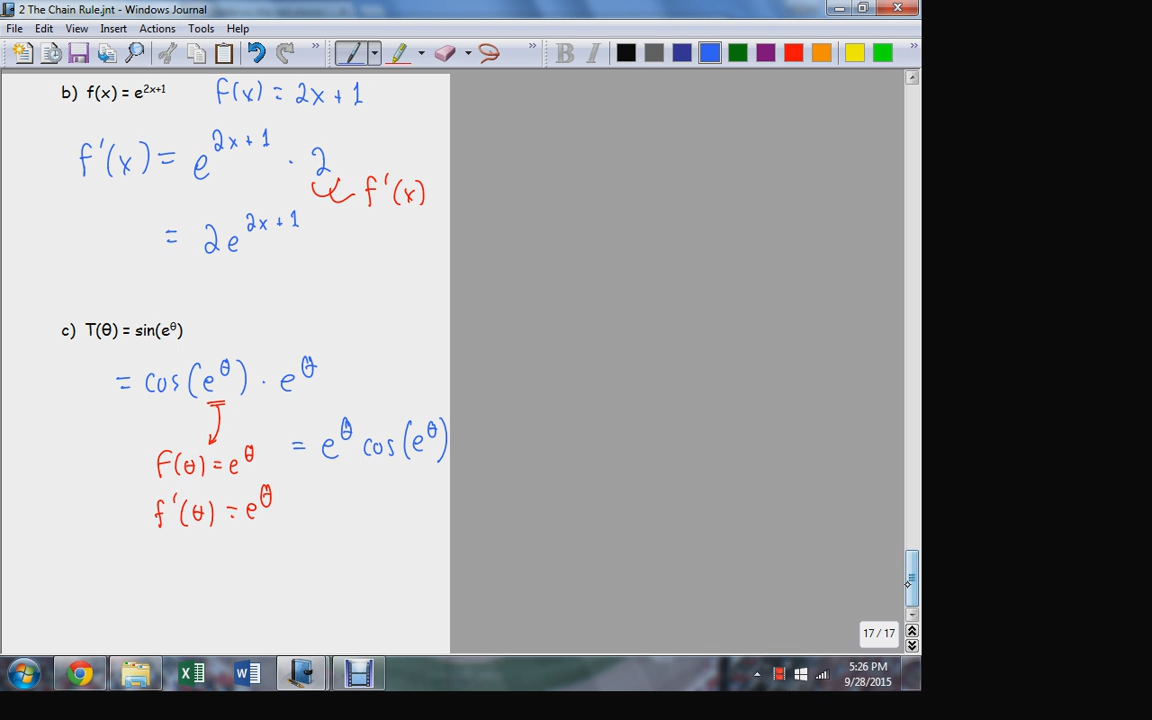 2 The Chain Rule.jnt - Windows Journal
File Edit View Insert Actions Tools Help
b) f(x) = e^{2x+1} f(x) = 2x + 1
f'(x) = e^{2x + 1} · 2
f'(x)
= 2e^{2x + 1}
c) T(θ) = sin(e^θ)
= cos(e^θ) · e^θ
= e^θ cos(e^θ)
f(θ) = e^θ
f'(θ) = e^θ
17 / 17
5:26 PM
9/28/2015